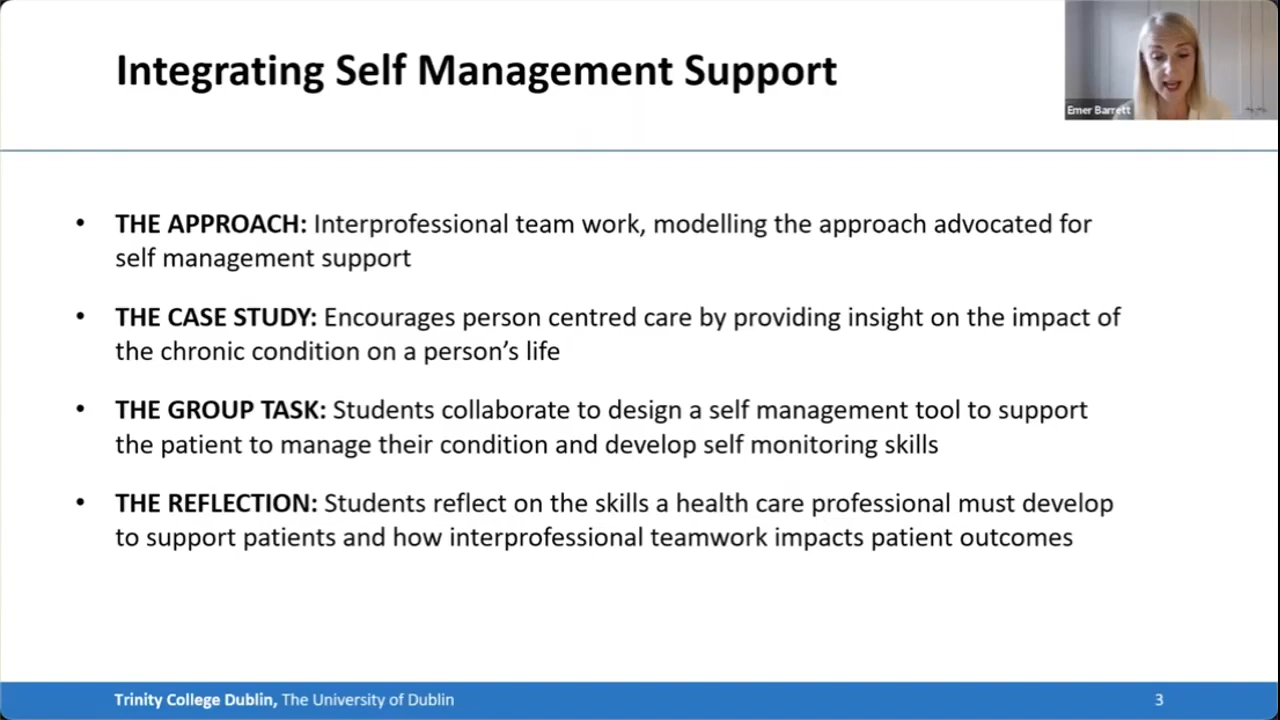 Integrating Self Management Support
Emer Barrett
• THE APPROACH: Interprofessional team work, modelling the approach advocated for
self management support
• THE CASE STUDY: Encourages person centred care by providing insight on the impact of
the chronic condition on a person's life
• THE GROUP TASK: Students collaborate to design a self management tool to support
the patient to manage their condition and develop self monitoring skills
• THE REFLECTION: Students reflect on the skills a health care professional must develop
to support patients and how interprofessional teamwork impacts patient outcomes
Trinity College Dublin, The University of Dublin
3